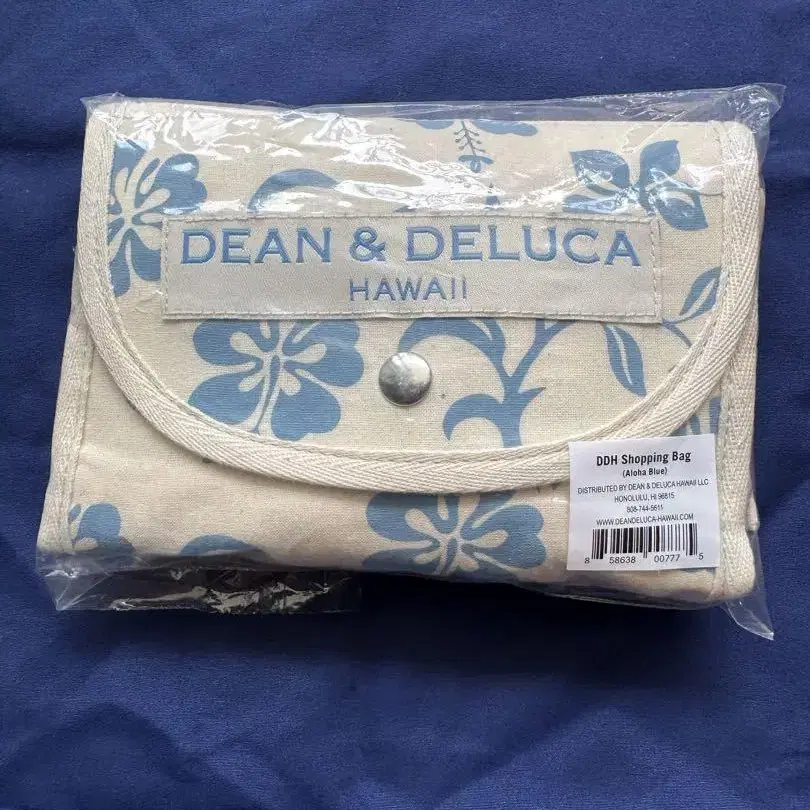 DEAN & DELUCA
HAWAII
DDH Shopping Bag
(Aloha Blue)
DISTRIBUTED BY DEAN & DELUCA HAWAII LLC
HONOLULU, HI 96815
808-744-5611
WWW.DEANDELUCA-HAWAII.COM
8 58638 00777 5